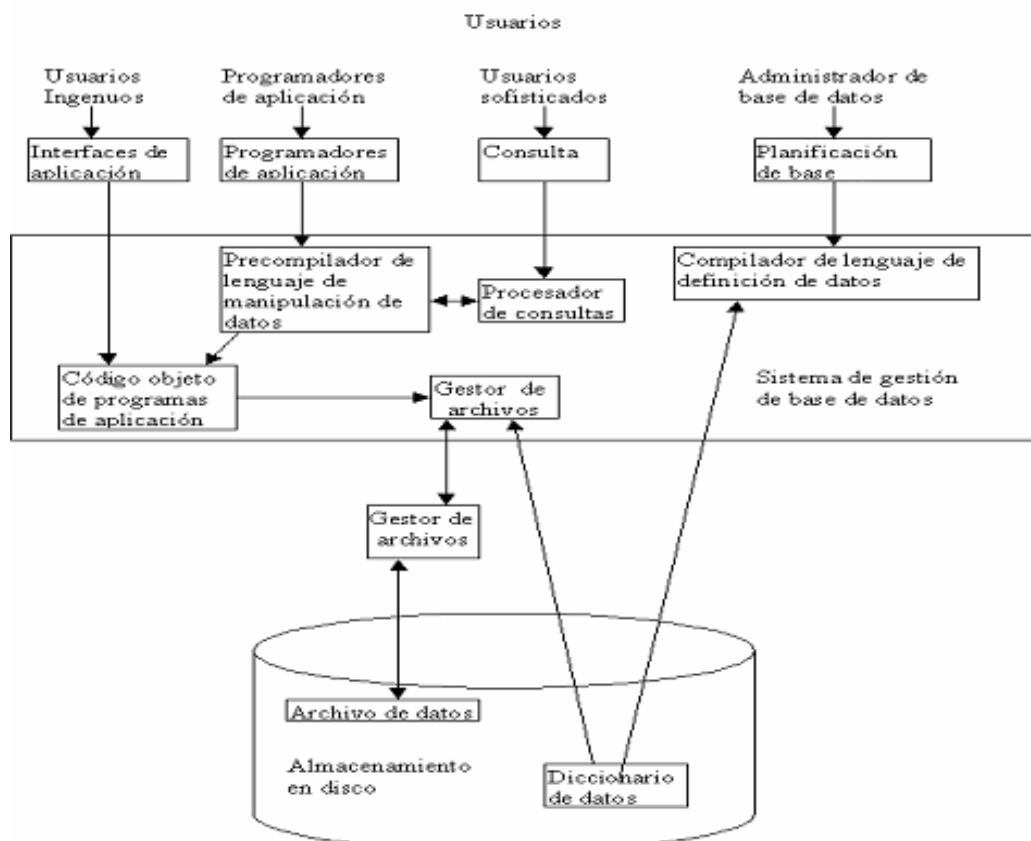 Usuarios
Usuarios
Ingenuos
Programadores
de aplicación
Usuarios
sofisticados
Administrador de
base de datos
Interfaces de
aplicación
Programadores
de aplicación
Consulta
Planificación
de base
Precompilador de
lenguaje de
manipulación de
datos
Procesador
de consultas
Compilador de lenguaje de
definición de datos
Código objeto
de programas
de aplicación
Gestor de
archivos
Sistema de gestión
de base de datos
Gestor de
archivos
Archivo de datos
Almacenamiento
en disco
Diccionario
de datos